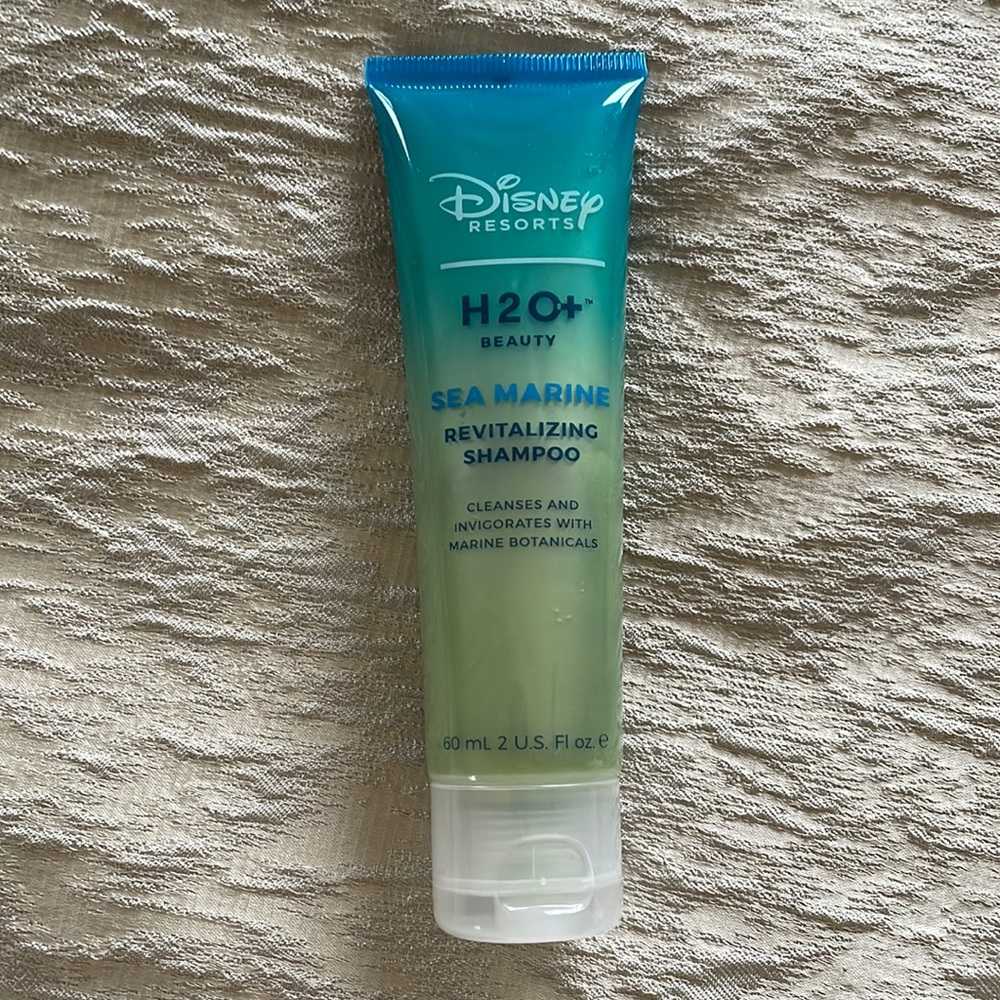 Disney
RESORTS
H2O+™
BEAUTY
SEA MARINE
REVITALIZING
SHAMPOO
CLEANSES AND
INVIGORATES WITH
MARINE BOTANICALS
60 mL 2 U.S. Fl oz. e